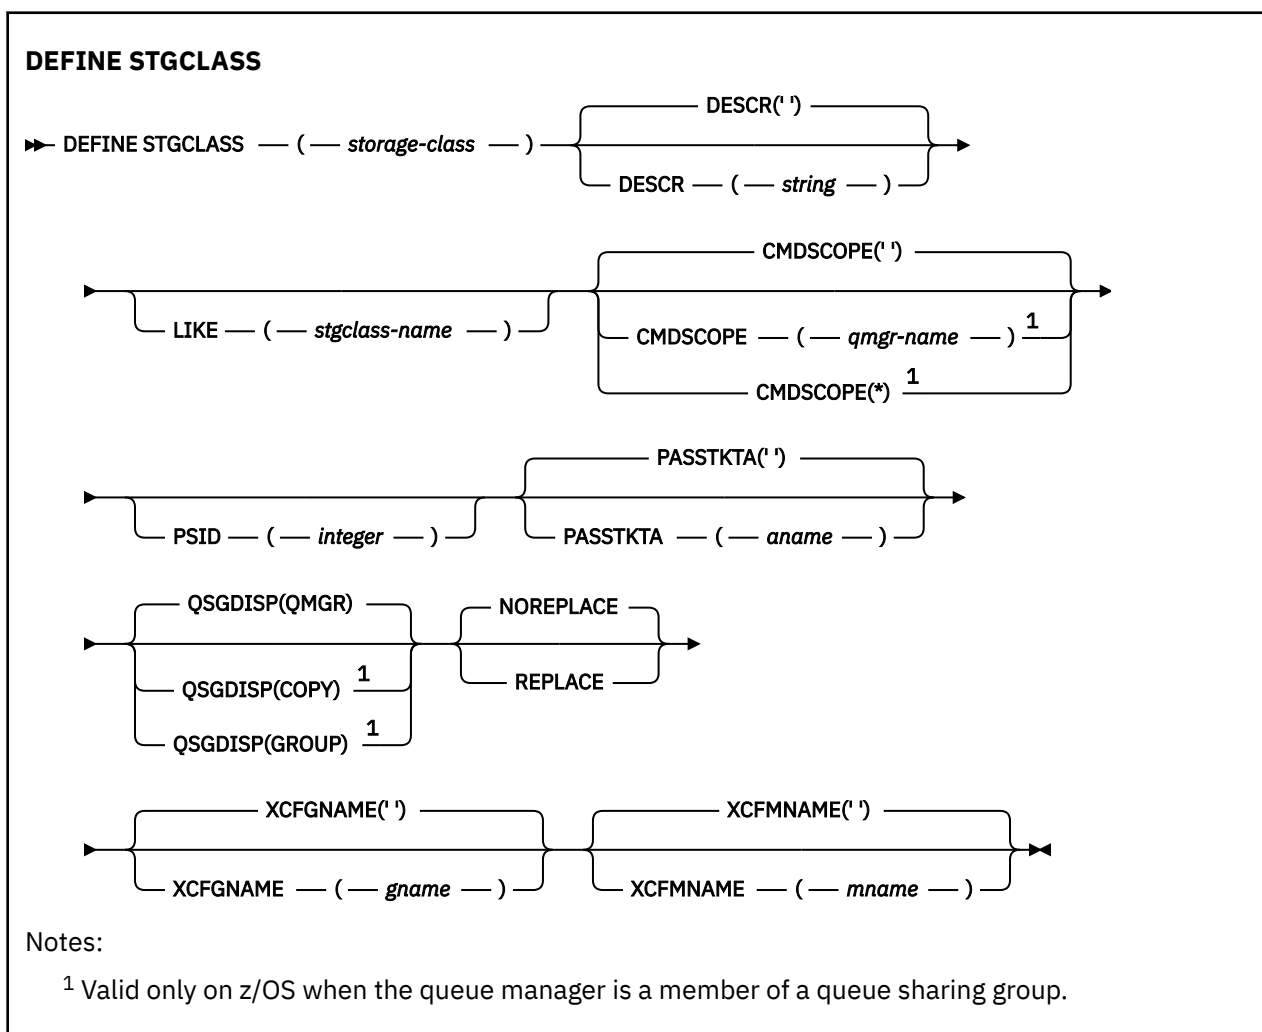 DEFINE STGCLASS
DESCR(' ')
DEFINE STGCLASS ( storage-class )
DESCR ( string )
CMDSCOPE(' ')
LIKE ( stgclass-name )
CMDSCOPE ( qmgr-name ) 1
CMDSCOPE(*) 1
PASSTKTA(' ')
PSID ( integer )
PASSTKTA ( aname )
QSGDISP(QMGR)
NOREPLACE
QSGDISP(COPY) 1
REPLACE
QSGDISP(GROUP) 1
XCFGNAME(' ')
XCFMNAME(' ')
XCFGNAME ( gname )
XCFMNAME ( mname )
Notes:
1 Valid only on z/OS when the queue manager is a member of a queue sharing group.